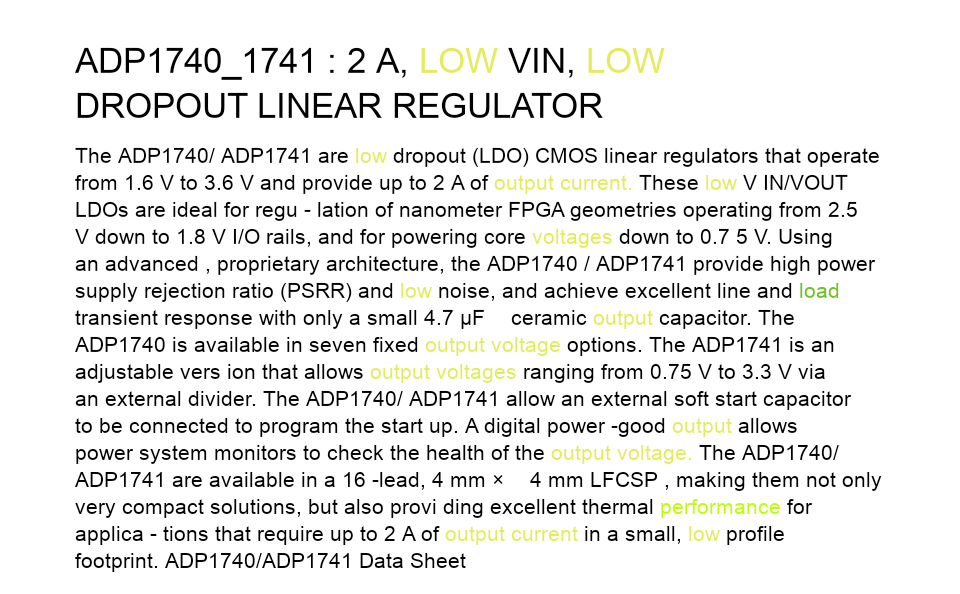 ADP1740_1741 : 2 A, LOW VIN, LOW
DROPOUT LINEAR REGULATOR
The ADP1740/ ADP1741 are low dropout (LDO) CMOS linear regulators that operate
from 1.6 V to 3.6 V and provide up to 2 A of output current. These low V IN/VOUT
LDOs are ideal for regu - lation of nanometer FPGA geometries operating from 2.5
V down to 1.8 V I/O rails, and for powering core voltages down to 0.7 5 V. Using
an advanced , proprietary architecture, the ADP1740 / ADP1741 provide high power
supply rejection ratio (PSRR) and low noise, and achieve excellent line and load
transient response with only a small 4.7 µF ceramic output capacitor. The
ADP1740 is available in seven fixed output voltage options. The ADP1741 is an
adjustable vers ion that allows output voltages ranging from 0.75 V to 3.3 V via
an external divider. The ADP1740/ ADP1741 allow an external soft start capacitor
to be connected to program the start up. A digital power -good output allows
power system monitors to check the health of the output voltage. The ADP1740/
ADP1741 are available in a 16 -lead, 4 mm × 4 mm LFCSP , making them not only
very compact solutions, but also provi ding excellent thermal performance for
applica - tions that require up to 2 A of output current in a small, low profile
footprint. ADP1740/ADP1741 Data Sheet